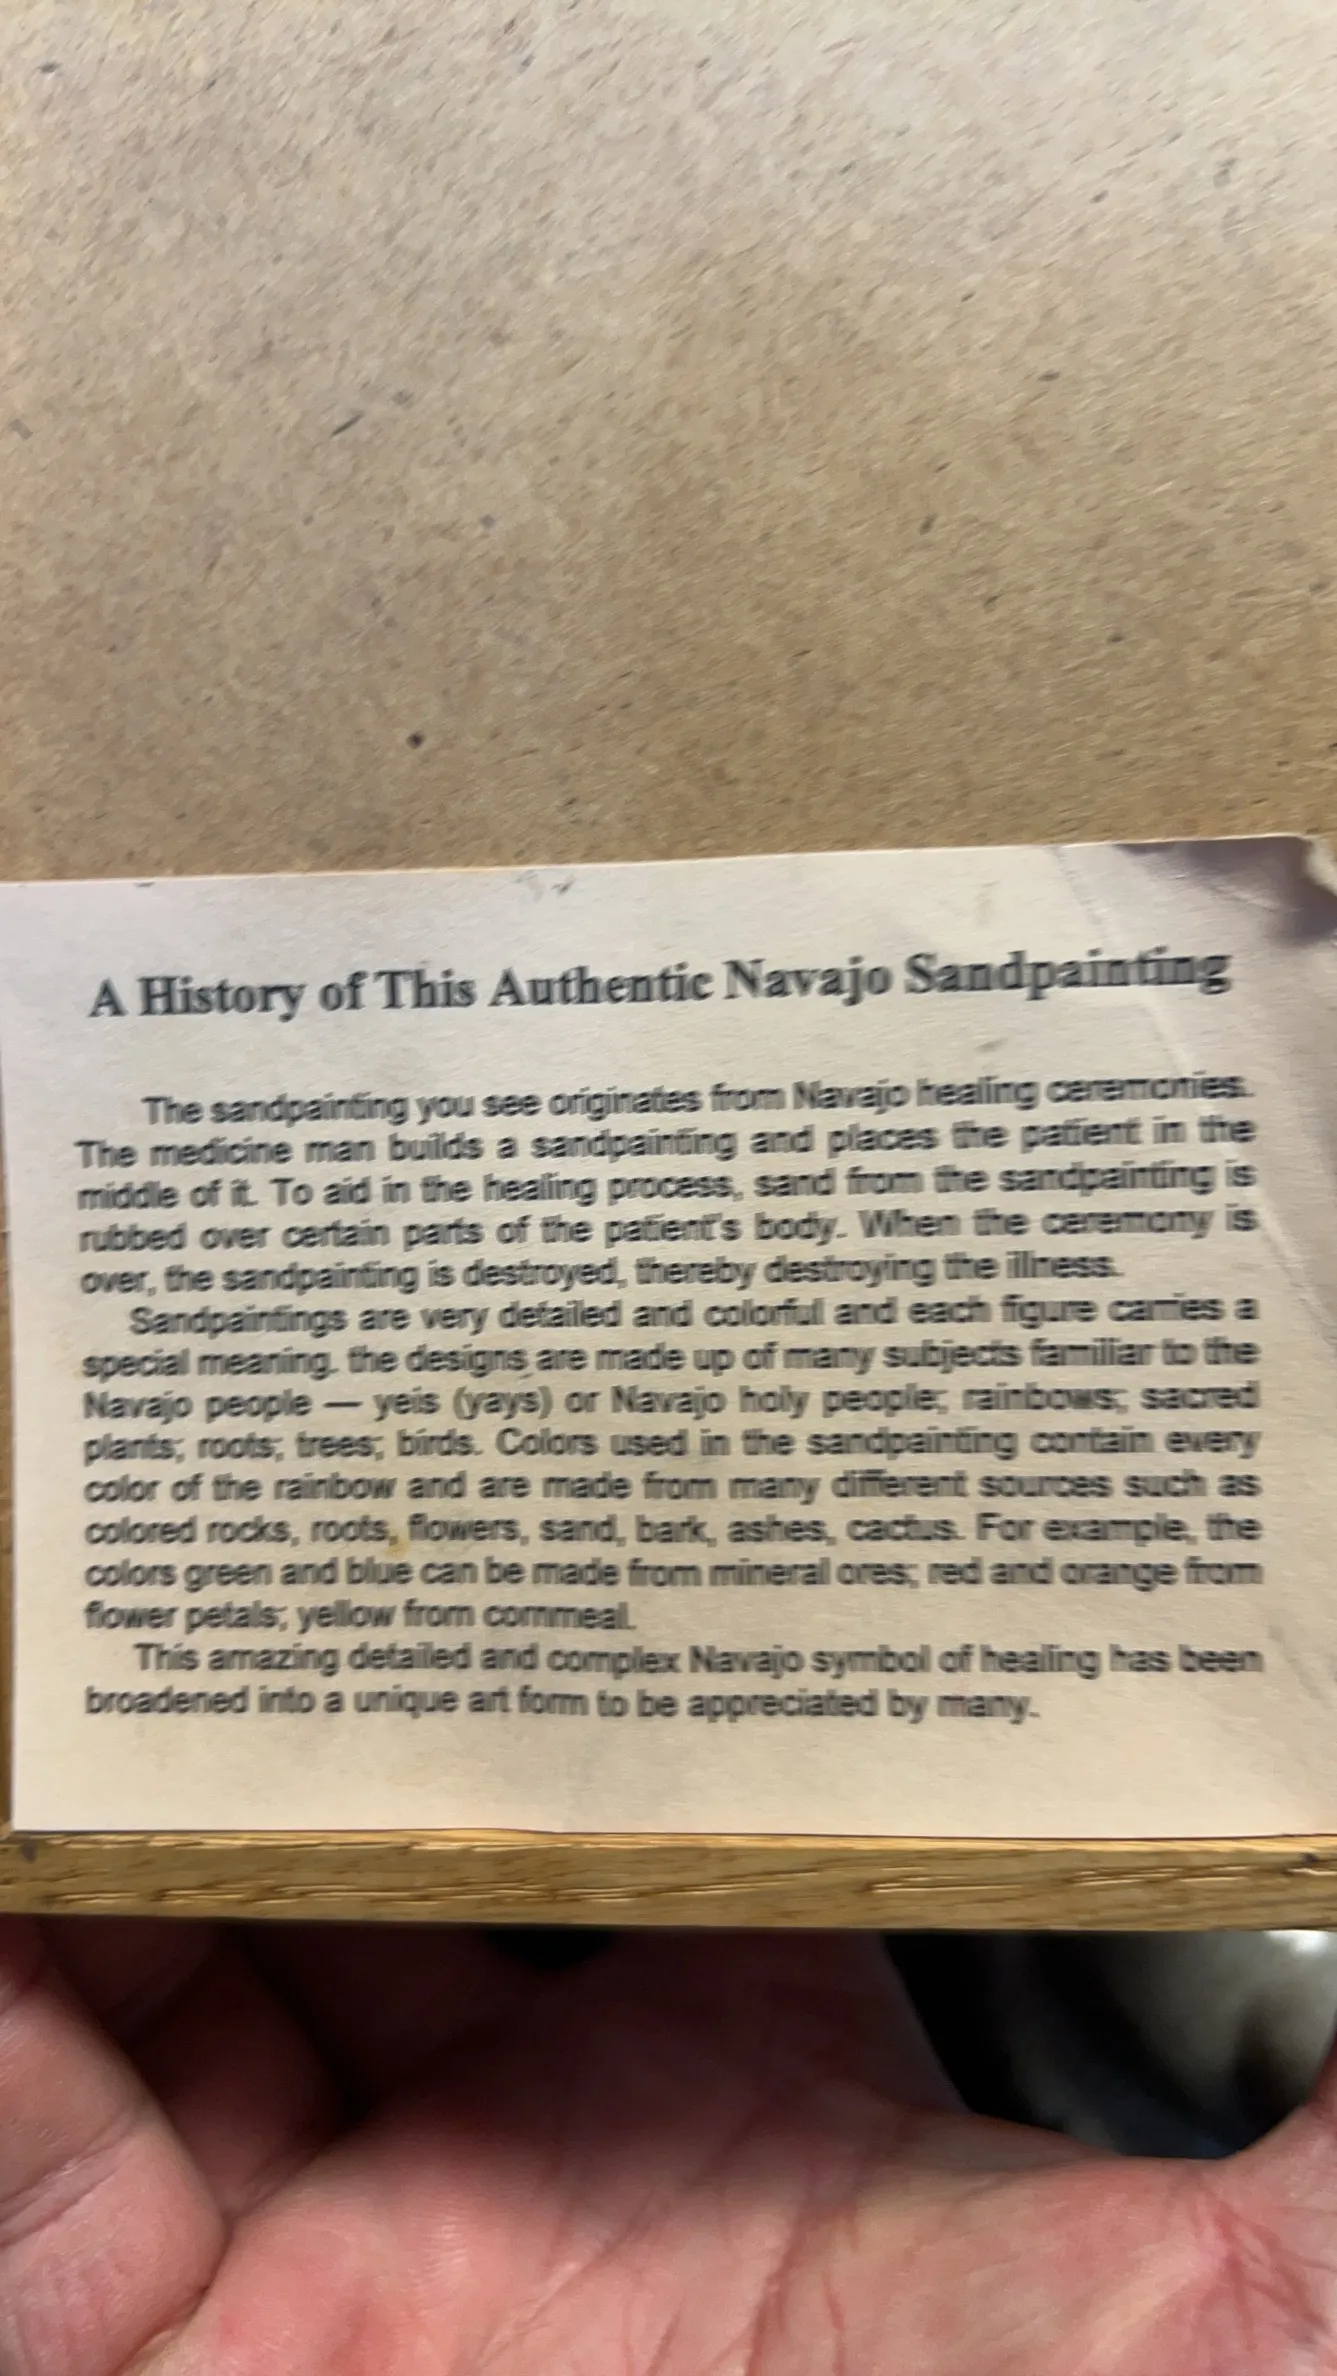 A History of This Authentic Navajo Sandpainting
The sandpainting you see originates from Navajo healing ceremonies.
The medicine man builds a sandpainting and places the patient in the
middle of it. To aid in the healing process, sand from the sandpainting is
rubbed over certain parts of the patient's body. When the ceremony is
over, the sandpainting is destroyed, thereby destroying the illness.
Sandpaintings are very detailed and colorful and each figure carries a
special meaning. the designs are made up of many subjects familiar to the
Navajo people — yeis (yays) or Navajo holy people; rainbows; sacred
plants; roots; trees; birds. Colors used in the sandpainting contain every
color of the rainbow and are made from many different sources such as
colored rocks, roots, flowers, sand, bark, ashes, cactus. For example, the
colors green and blue can be made from mineral ores; red and orange from
flower petals; yellow from cornmeal.
This amazing detailed and complex Navajo symbol of healing has been
broadened into a unique art form to be appreciated by many.